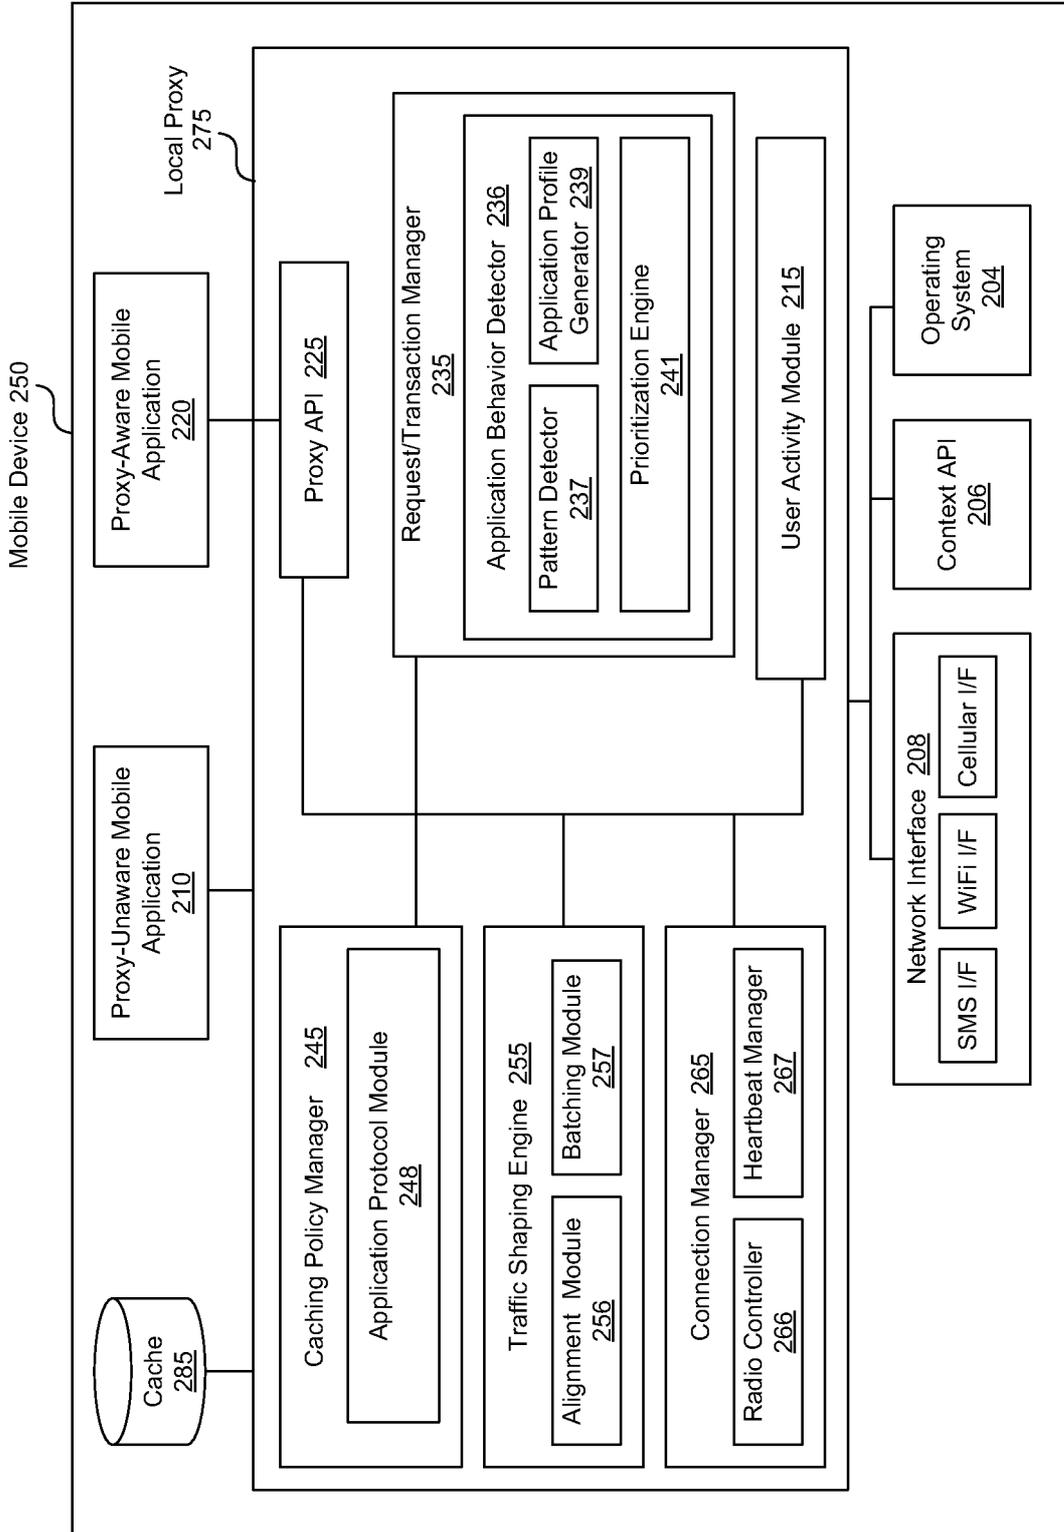 Mobile Device 250
Cache
285
Proxy-Unaware Mobile
Application
210
Proxy-Aware Mobile
Application
220
Local Proxy
275
Caching Policy Manager 245
Application Protocol Module
248
Traffic Shaping Engine 255
Alignment Module
256
Batching Module
257
Connection Manager 265
Radio Controller
266
Heartbeat Manager
267
Proxy API 225
Request/Transaction Manager
235
Application Behavior Detector 236
Pattern Detector
237
Application Profile
Generator 239
Prioritization Engine
241
User Activity Module 215
Network Interface 208
SMS I/F
WiFi I/F
Cellular I/F
Context API
206
Operating
System
204